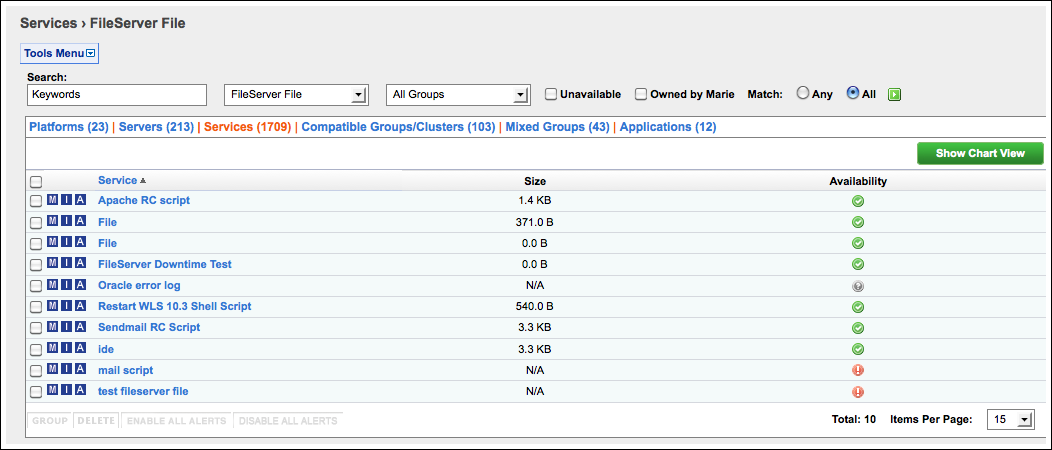 Services › FileServer File
Tools Menu
Search:
Keywords FileServer File All Groups Unavailable Owned by Marie Match: Any All
Platforms (23) | Servers (213) | Services (1709) | Compatible Groups/Clusters (103) | Mixed Groups (43) | Applications (12)
Show Chart View
Service Size Availability
M I A Apache RC script 1.4 KB
M I A File 371.0 B
M I A File 0.0 B
M I A FileServer Downtime Test 0.0 B
M I A Oracle error log N/A ?
M I A Restart WLS 10.3 Shell Script 540.0 B
M I A Sendmail RC Script 3.3 KB
M I A ide 3.3 KB
M I A mail script N/A !
M I A test fileserver file N/A !
GROUP DELETE ENABLE ALL ALERTS DISABLE ALL ALERTS Total: 10 Items Per Page: 15